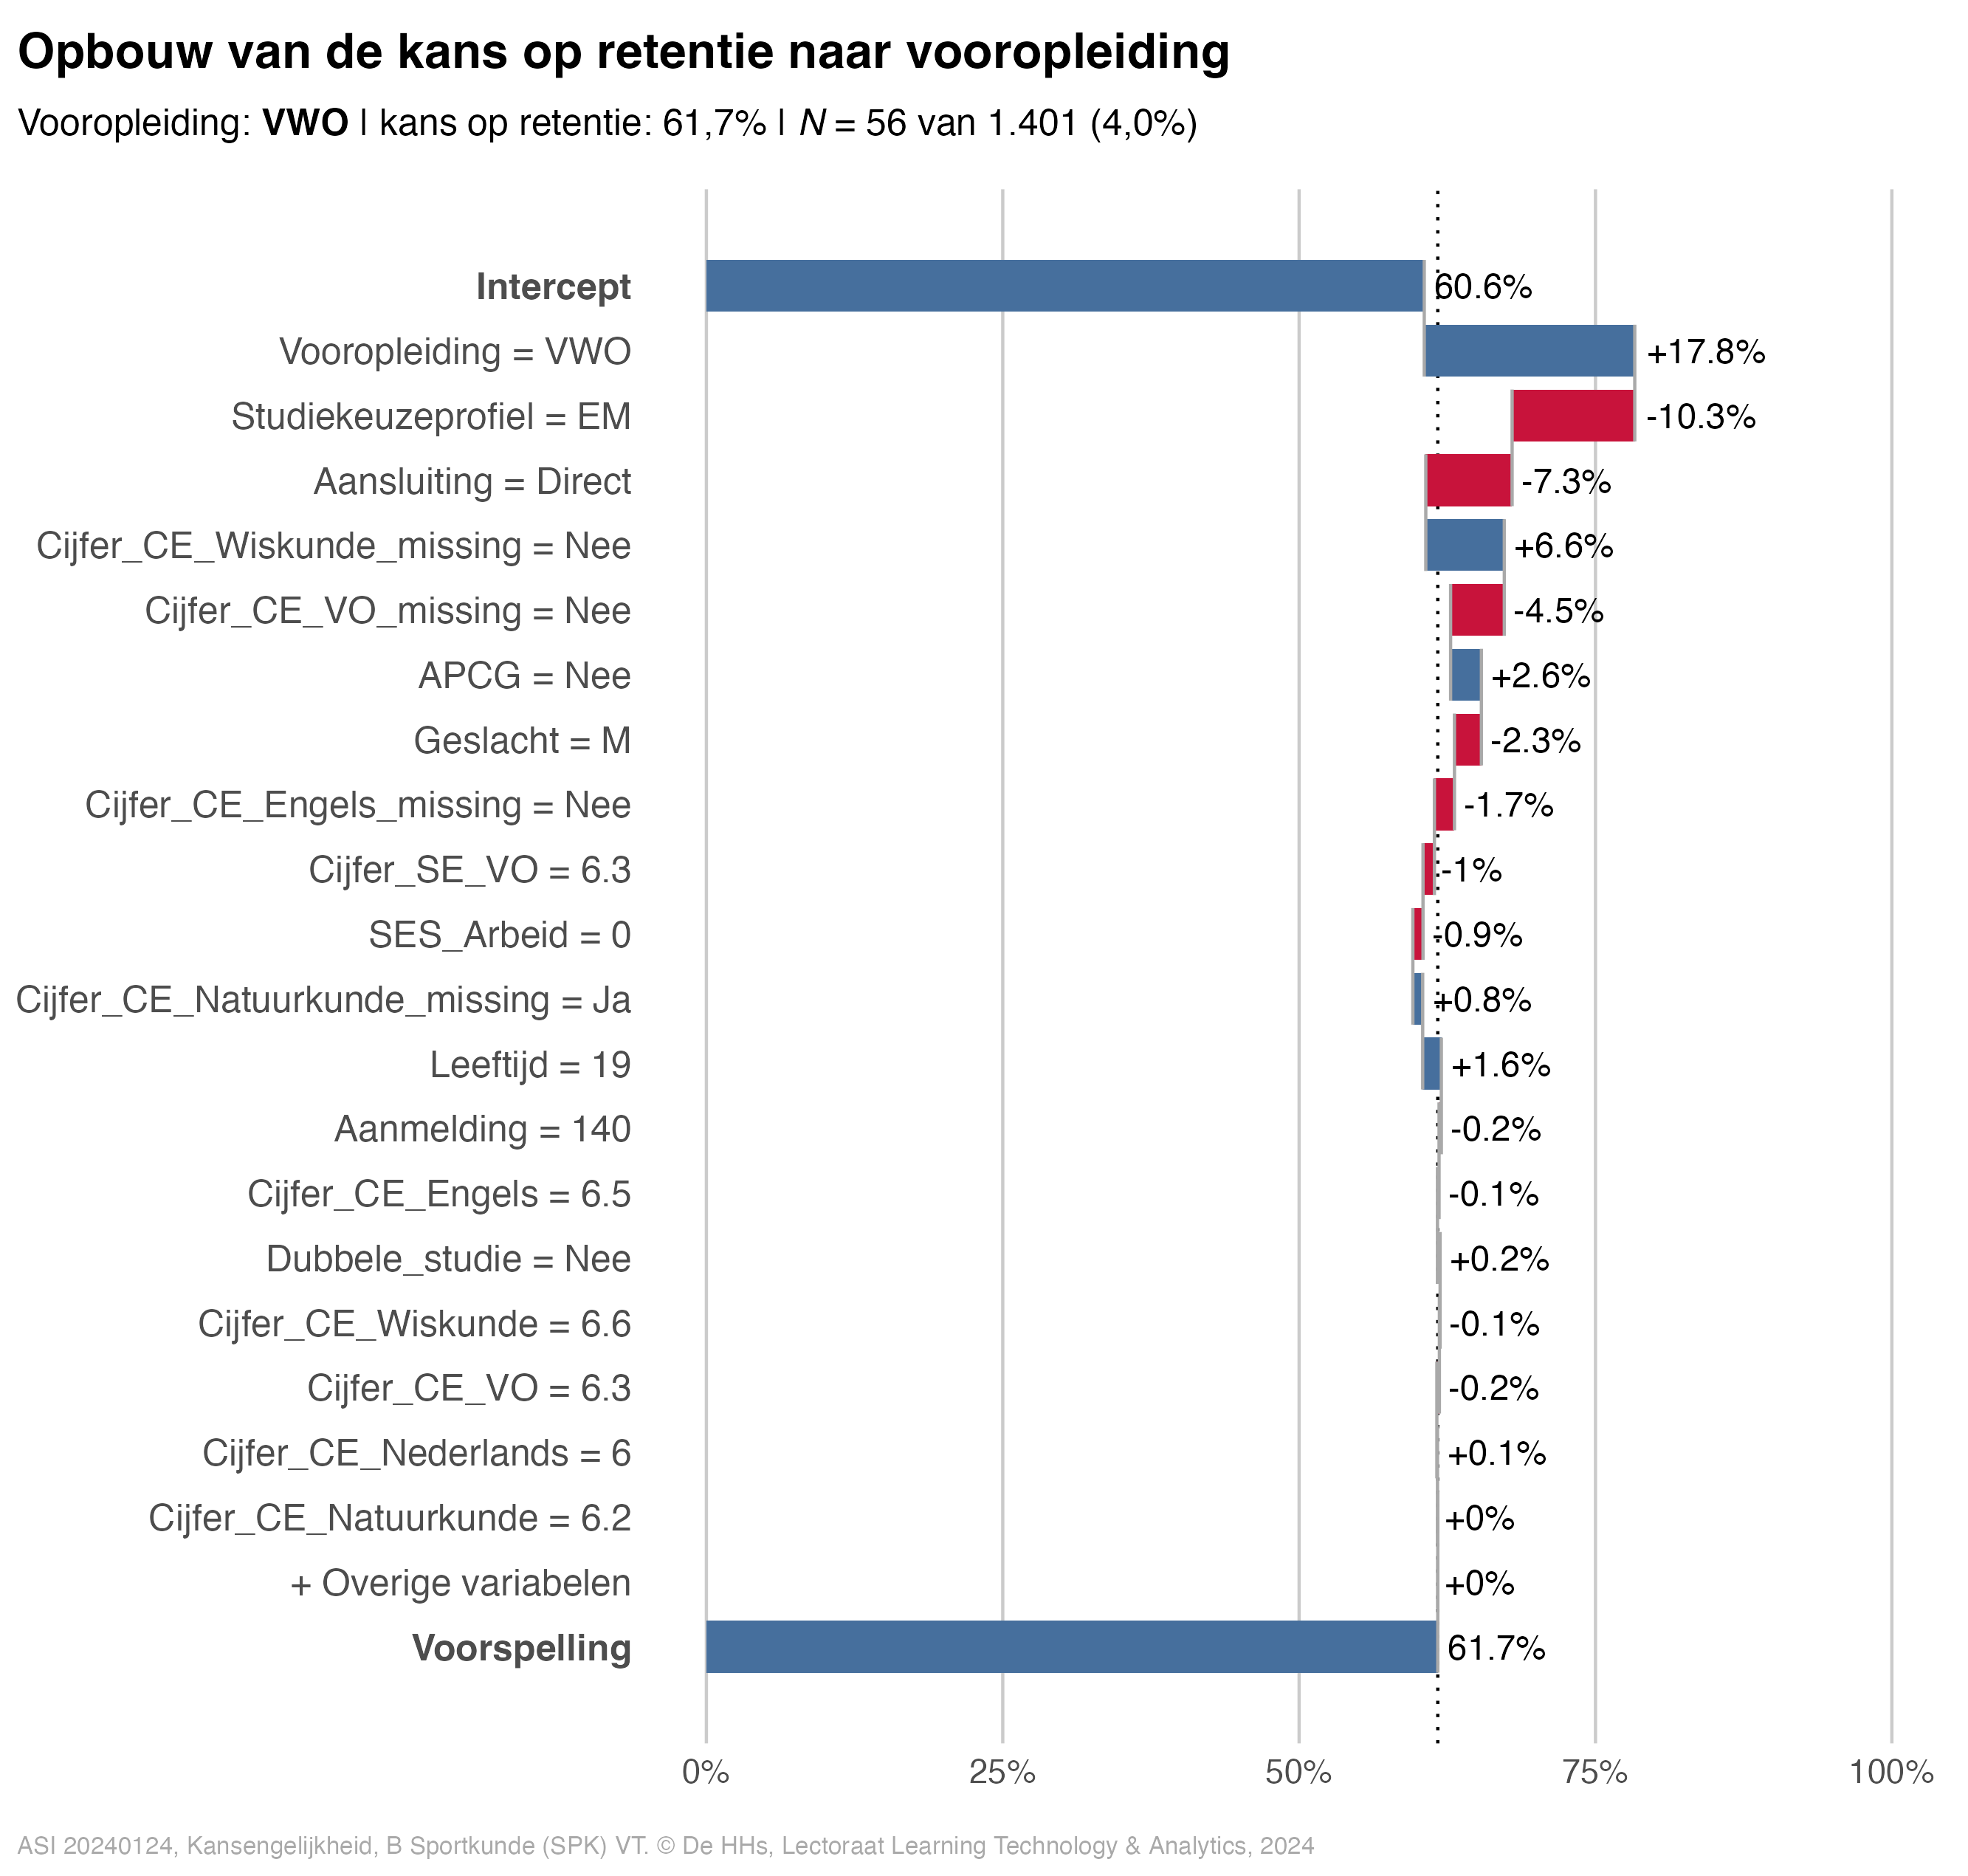 Opbouw van de kans op retentie naar vooropleiding
Vooropleiding: VWO | kans op retentie: 61,7% | N = 56 van 1.401 (4,0%)
Intercept 60.6%
Vooropleiding = VWO +17.8%
Studiekeuzeprofiel = EM -10.3%
Aansluiting = Direct -7.3%
Cijfer_CE_Wiskunde_missing = Nee +6.6%
Cijfer_CE_VO_missing = Nee -4.5%
APCG = Nee +2.6%
Geslacht = M -2.3%
Cijfer_CE_Engels_missing = Nee -1.7%
Cijfer_SE_VO = 6.3 -1%
SES_Arbeid = 0 -0.9%
Cijfer_CE_Natuurkunde_missing = Ja +0.8%
Leeftijd = 19 +1.6%
Aanmelding = 140 -0.2%
Cijfer_CE_Engels = 6.5 -0.1%
Dubbele_studie = Nee +0.2%
Cijfer_CE_Wiskunde = 6.6 -0.1%
Cijfer_CE_VO = 6.3 -0.2%
Cijfer_CE_Nederlands = 6 +0.1%
Cijfer_CE_Natuurkunde = 6.2 +0%
+ Overige variabelen +0%
Voorspelling 61.7%
0% 25% 50% 75% 100%
ASI 20240124, Kansengelijkheid, B Sportkunde (SPK) VT. © De HHs, Lectoraat Learning Technology & Analytics, 2024